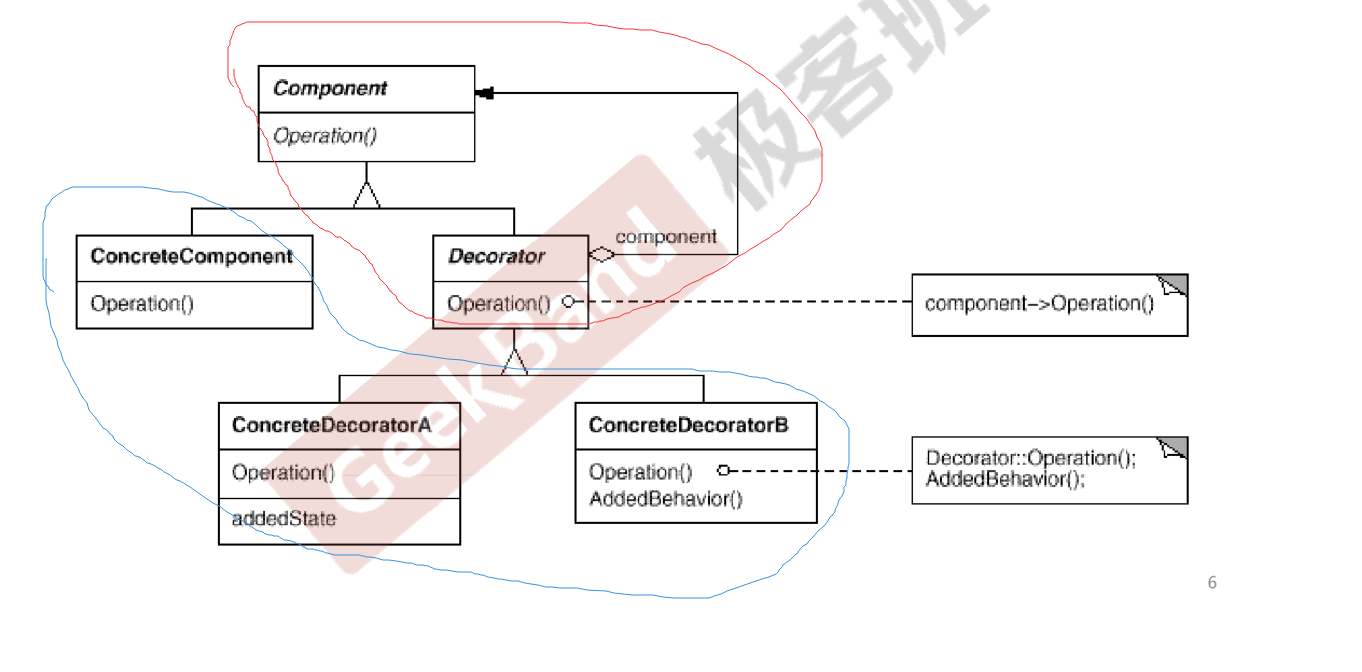 Component
Operation()
极客班
component
ConcreteComponent
Operation()
Decorator
Operation()
component->Operation()
GeekBand
ConcreteDecoratorA
Operation()
addedState
ConcreteDecoratorB
Operation()
AddedBehavior()
Decorator::Operation();
AddedBehavior();
6